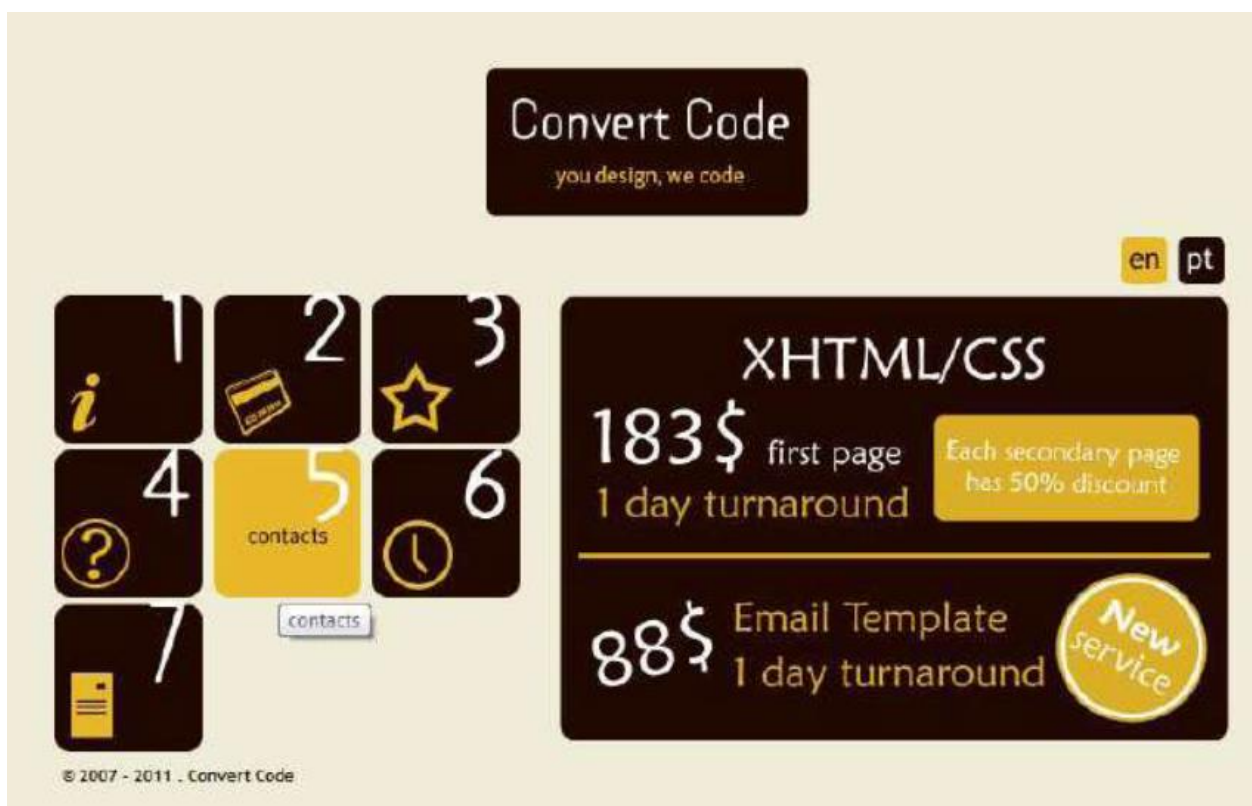 Convert Code
you design, we code
en pt
1 2 3
4 5 6
contacts
contacts
7
XHTML/CSS
183$ first page
1 day turnaround
Each secondary page
has 50% discount
88$ Email Template
1 day turnaround
New
service
© 2007 - 2011 . Convert Code